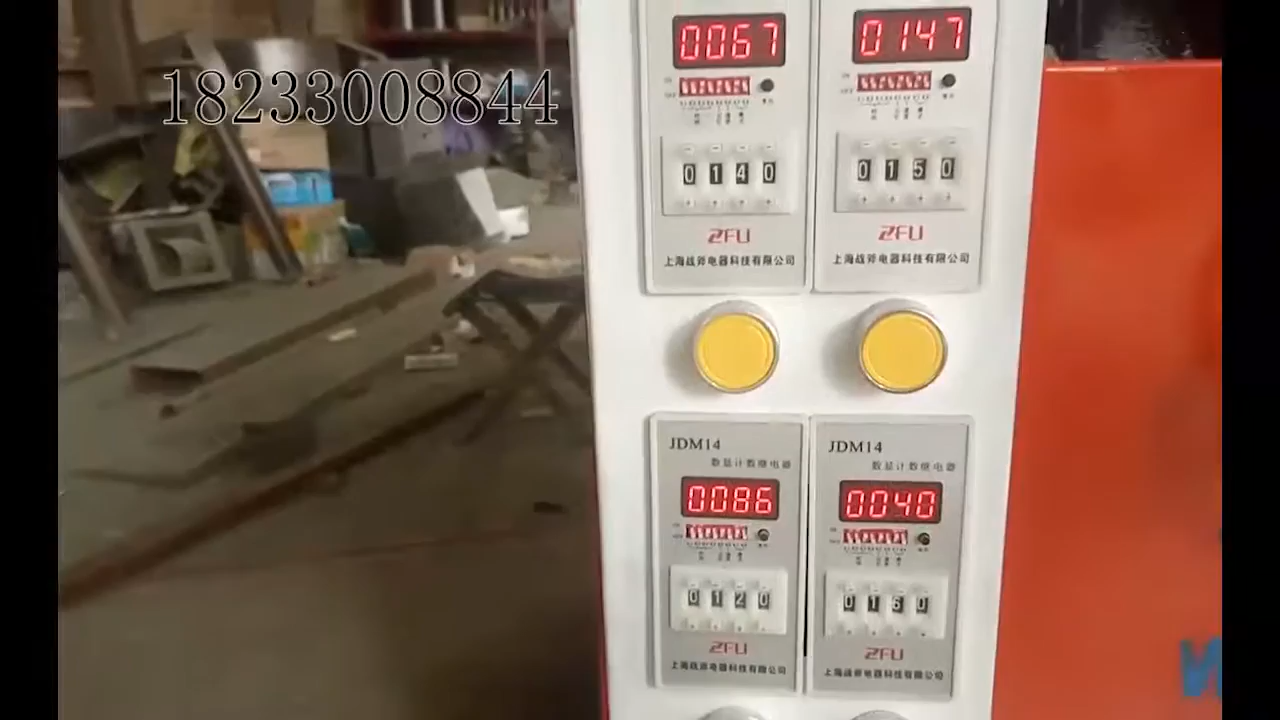 18233008844
0067
0140
ZFU
上海战斧电器科技有限公司
0147
0150
ZFU
上海战斧电器科技有限公司
JDM14
数显计数继电器
0086
0120
ZFU
上海战斧电器科技有限公司
JDM14
数显计数继电器
0040
0160
ZFU
上海战斧电器科技有限公司